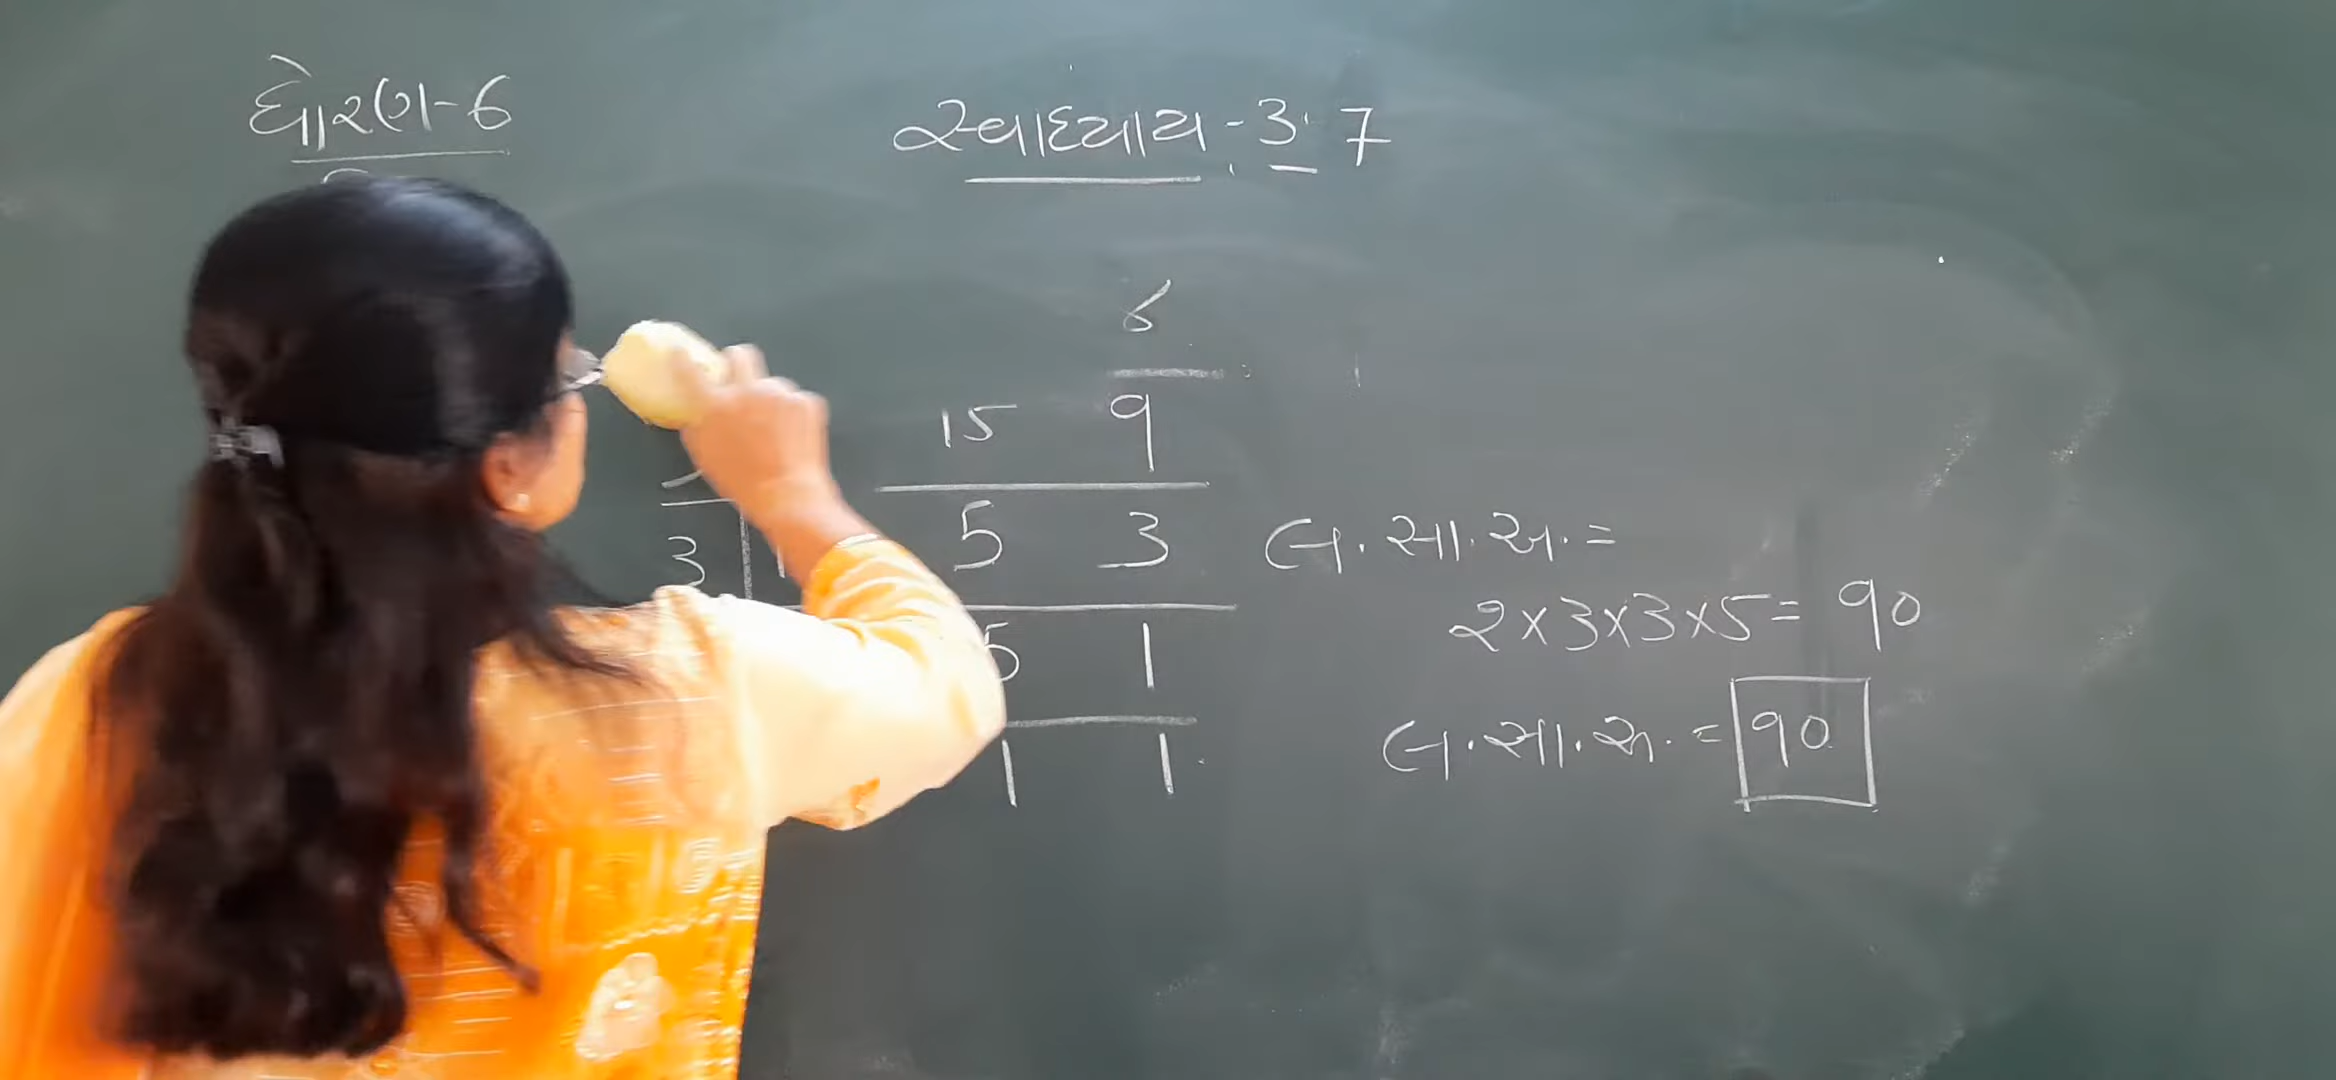 ધોરણ-6
સ્વાધ્યાય-3.7
15 9
3 5 3
લ.સા.અ. =
2×3×3×5= 90
5 1
લ.સા.અ. = 90
1 1